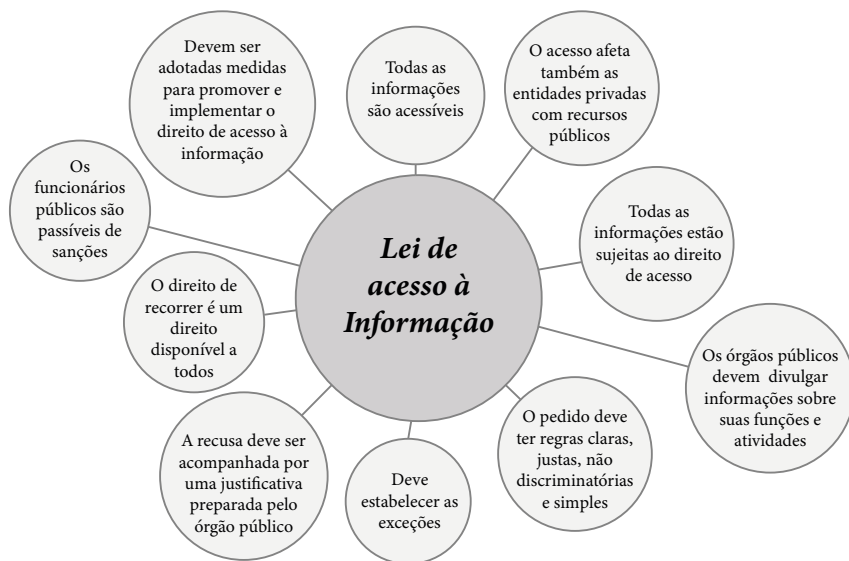 Devem ser
adotadas medidas
para promover e
implementar o
direito de acesso à
informação
Todas as
informações
são acessíveis
O acesso afeta
também as
entidades privadas
com recursos
públicos
Os
funcionários
públicos são
passíveis de
sanções
Lei de
acesso à
Informação
Todas as
informações estão
sujeitas ao direito
de acesso
O direito de
recorrer é um
direito
disponível a
todos
Os órgãos públicos
devem divulgar
informações sobre
suas funções e
atividades
A recusa deve ser
acompanhada por
uma justificativa
preparada pelo
órgão público
Deve
estabelecer as
exceções
O pedido deve
ter regras claras,
justas, não
discriminatórias
e simples